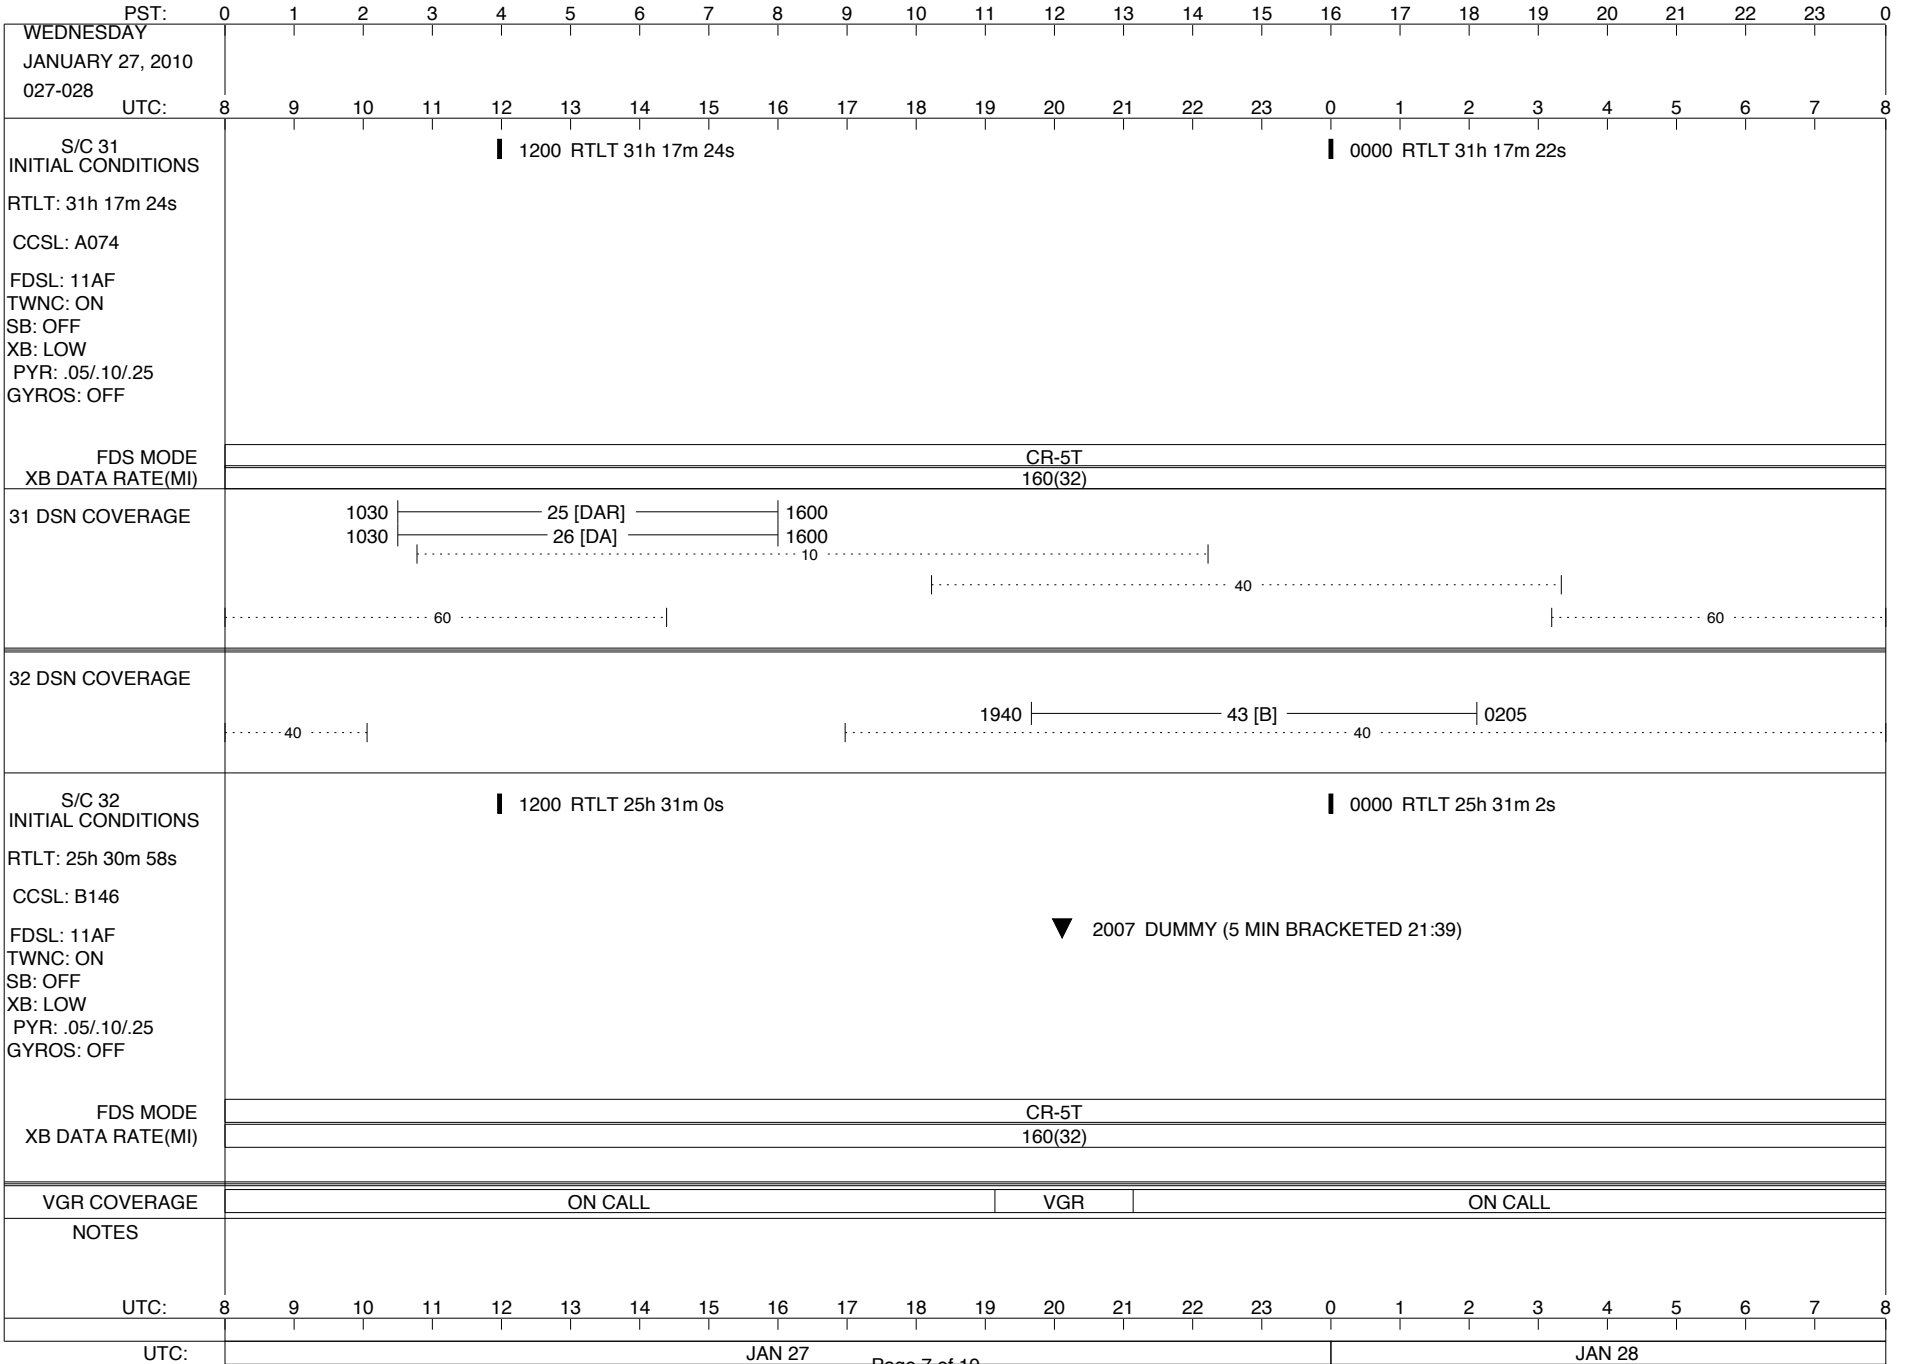 PST: 0 1 2 3 4 5 6 7 8 9 10 11 12 13 14 15 16 17 18 19 20 21 22 23 0
WEDNESDAY
JANUARY 27, 2010
027-028
UTC: 8 9 10 11 12 13 14 15 16 17 18 19 20 21 22 23 0 1 2 3 4 5 6 7 8
S/C 31
INITIAL CONDITIONS
1200 RTLT 31h 17m 24s
0000 RTLT 31h 17m 22s
RTLT: 31h 17m 24s
CCSL: A074
FDSL: 11AF
TWNC: ON
SB: OFF
XB: LOW
PYR: .05/.10/.25
GYROS: OFF
FDS MODE CR-5T
XB DATA RATE(MI) 160(32)
31 DSN COVERAGE
1030 25 [DAR] 1600
1030 26 [DA] 1600
10
40
60 60
32 DSN COVERAGE
1940 43 [B] 0205
40 40
S/C 32
INITIAL CONDITIONS
1200 RTLT 25h 31m 0s
0000 RTLT 25h 31m 2s
RTLT: 25h 30m 58s
CCSL: B146
2007 DUMMY (5 MIN BRACKETED 21:39)
FDSL: 11AF
TWNC: ON
SB: OFF
XB: LOW
PYR: .05/.10/.25
GYROS: OFF
FDS MODE CR-5T
XB DATA RATE(MI) 160(32)
VGR COVERAGE ON CALL VGR ON CALL
NOTES
UTC: 8 9 10 11 12 13 14 15 16 17 18 19 20 21 22 23 0 1 2 3 4 5 6 7 8
UTC: JAN 27 JAN 28
Page 7 of 10